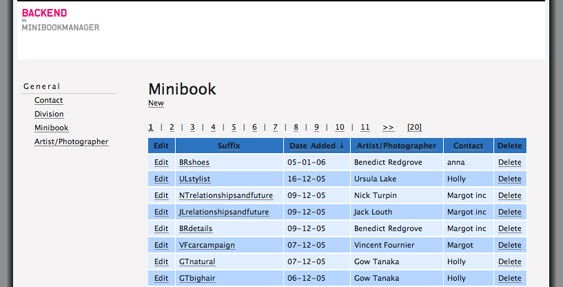 BACKEND
MINIBOOKMANAGER
General
Contact
Division
Minibook
Artist/Photographer
Minibook
New
1 | 2 | 3 | 4 | 5 | 6 | 7 | 8 | 9 | 10 | 11 >> [20]
Edit Suffix Date Added ↓ Artist/Photographer Contact Delete
Edit BRshoes 05-01-06 Benedict Redgrove anna Delete
Edit ULstylist 16-12-05 Ursula Lake Holly Delete
Edit NTrelationshipsandfuture 09-12-05 Nick Turpin Margot inc Delete
Edit JLrelationshipsandfuture 09-12-05 Jack Louth Margot inc Delete
Edit BRdetails 09-12-05 Benedict Redgrove Margot inc Delete
Edit VFcarcampaign 07-12-05 Vincent Fournier Margot Delete
Edit GTnatural 07-12-05 Gow Tanaka Holly Delete
Edit GTbighair 06-12-05 Gow Tanaka Holly Delete